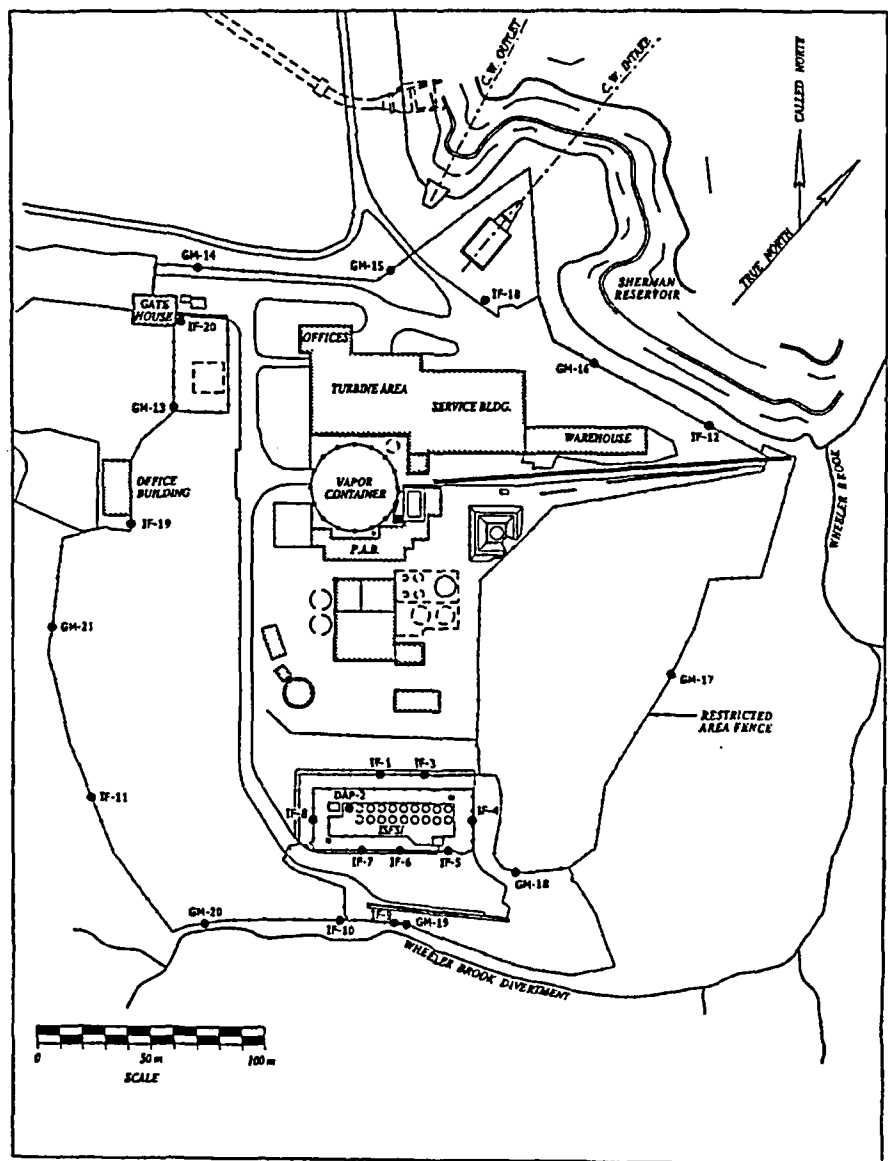 C.W. OUTLET
C.W. INTAKE
CALLED NORTH
TRUE NORTH
GM-14
GM-15
SHERMAN
RESERVOIR
GATE
HOUSE
IF-18
IF-20
OFFICES
GM-16
TURBINE AREA
GM-13
SERVICE BLDG.
IF-12
WAREHOUSE
OFFICE
BUILDING
VAPOR
CONTAINER
WHEELER BROOK
IF-19
P.A.B.
GM-21
GM-17
RESTRICTED
AREA FENCE
IF-1
IF-3
DAP-2
IF-11
IF-8
IF-4
ISFSI
IF-7
IF-6
IF-5
GM-18
GM-20
IF-10
IF-9
GM-19
WHEELER BROOK DIVERTMENT
0
50 m
100 m
SCALE